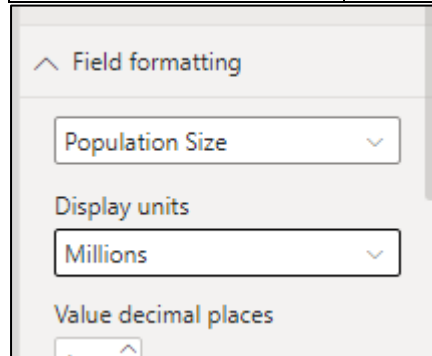 Field formatting
Population Size
Display units
Millions
Value decimal places